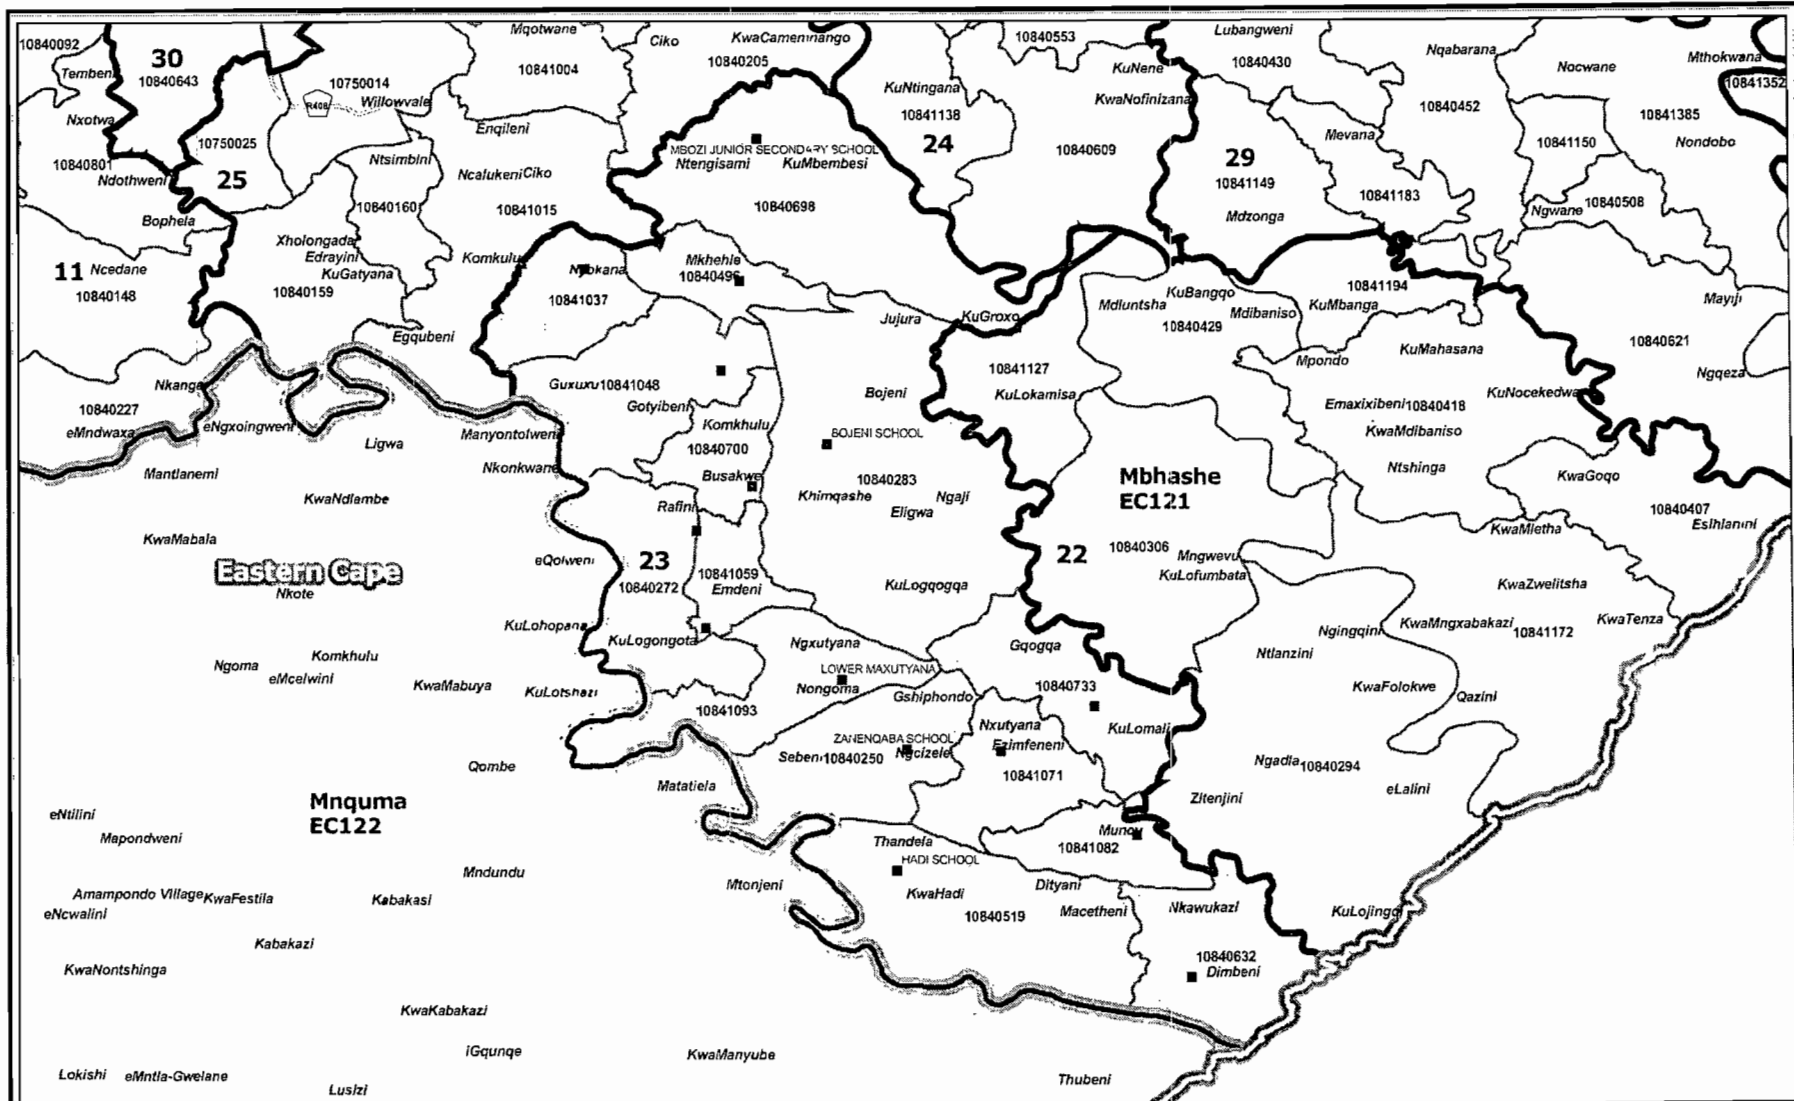 10840092
30
10840643
Mqotwane
Ciko
KwaCameninango
10840205
10840553
Lubangweni
10840430
Nqabarana
Nocwane
Mthokwana
10841352
Tembeni
10750014
R408
Willowvale
10841004
KuNtingana
10841138
KuNene
KwaNofinizana
10840452
10841385
Nxotwa
10750025
Enqileni
24
Mevana
10841150
Nondobo
10840801
Ntsimbini
MBOZI JUNIOR SECONDARY SCHOOL
Ntengisami
KuMbembesi
10840609
29
10841149
Ndothweni
25
Ncalukeni
Ciko
10840160
10841015
10840698
Mdzonga
10841183
Ngwane
10840508
Bophela
Xholongada
Edrayini
KuGatyana
Komkulu
11
Ncedane
10840148
10840159
Nyokana
10841037
Mkhehle
10840496
KuBangqo
Mdluntsha
10840429
Mdibaniso
10841194
KuMbanga
Mayiji
Jujura
KuGroxo
Egqubeni
10841127
KuLokamisa
Mpondo
KuMahasana
10840621
Ngqeza
Nkanga
10840227
eMndwaxa
eNgxoingweni
Guxuxu
10841048
Gotyibeni
Bojeni
KuNocekedwa
Emaxixibeni
10840418
KwaMdibaniso
Ligwa
Manyontolweni
Komkhulu
10840700
BOJENI SCHOOL
Mantlanemi
Nkonkwane
Busakwe
10840283
Mbhashe
EC121
Ntshinga
KwaGoqo
KwaNdlambe
Rafini
Khimqashe
Ngaji
Eligwa
10840407
Eslhlanini
KwaMletha
KwaMabala
eQolweni
23
10840272
10841059
Emdeni
22
10840306
Mngwevu
KuLofumbata
Eastern Cape
Nkote
KuLogqogqa
KwaZwelitsha
KuLohopana
KuLogongota
Ngxutyana
Gqogqa
Ngingqini
KwaMngxabakazi
10841172
KwaTenza
Ngoma
Komkhulu
eMcelwini
KwaMabuya
KuLotshazi
LOWER MAXUTYANA
Nongoma
Gshiphondo
10840733
Ntlanzini
KwaFolokwe
Qazini
10841093
Nxutyana
Ezimfeneni
KuLomali
ZANENQABA SCHOOL
Sebeni
10840250
Ngcizele
10841071
Ngadla
10840294
Qombe
Matatiela
Zitenjini
eLalini
Mnquma
EC122
eNtilini
Mapondweni
Thandela
HADI SCHOOL
10841082
Mndundu
Mtonjeni
KwaHadi
Dityani
Amampondo Village
KwaFestila
Kabakasi
eNcwalini
10840519
Macetheni
Nkawukazi
KuLojingqi
Kabakazi
KwaNontshinga
10840632
Dimbeni
KwaKabakazi
iGqunqe
KwaManyube
Lokishi
eMntla-Gwelane
Luslzi
Thubeni